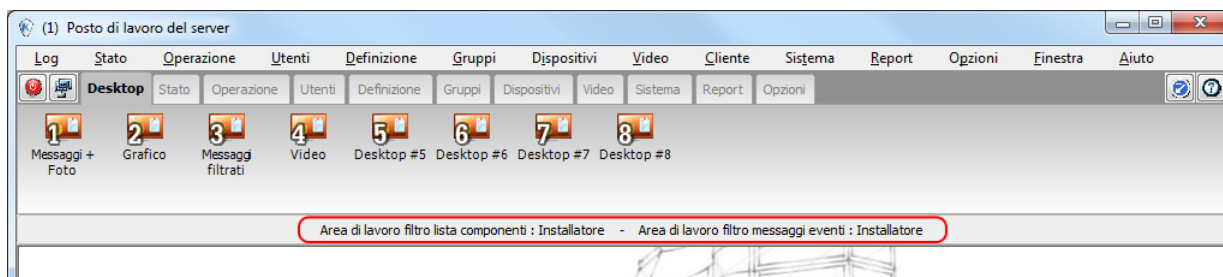 (1) Posto di lavoro del server
Log Stato Operazione Utenti Definizione Gruppi Dispositivi Video Cliente Sistema Report Opzioni Finestra Aiuto
Desktop Stato Operazione Utenti Definizione Gruppi Dispositivi Video Sistema Report Opzioni
1 2 3 4 5 6 7 8
Messaggi + Grafico Messaggi Video Desktop #5 Desktop #6 Desktop #7 Desktop #8
Foto filtrati
Area di lavoro filtro lista componenti : Installatore - Area di lavoro filtro messaggi eventi : Installatore